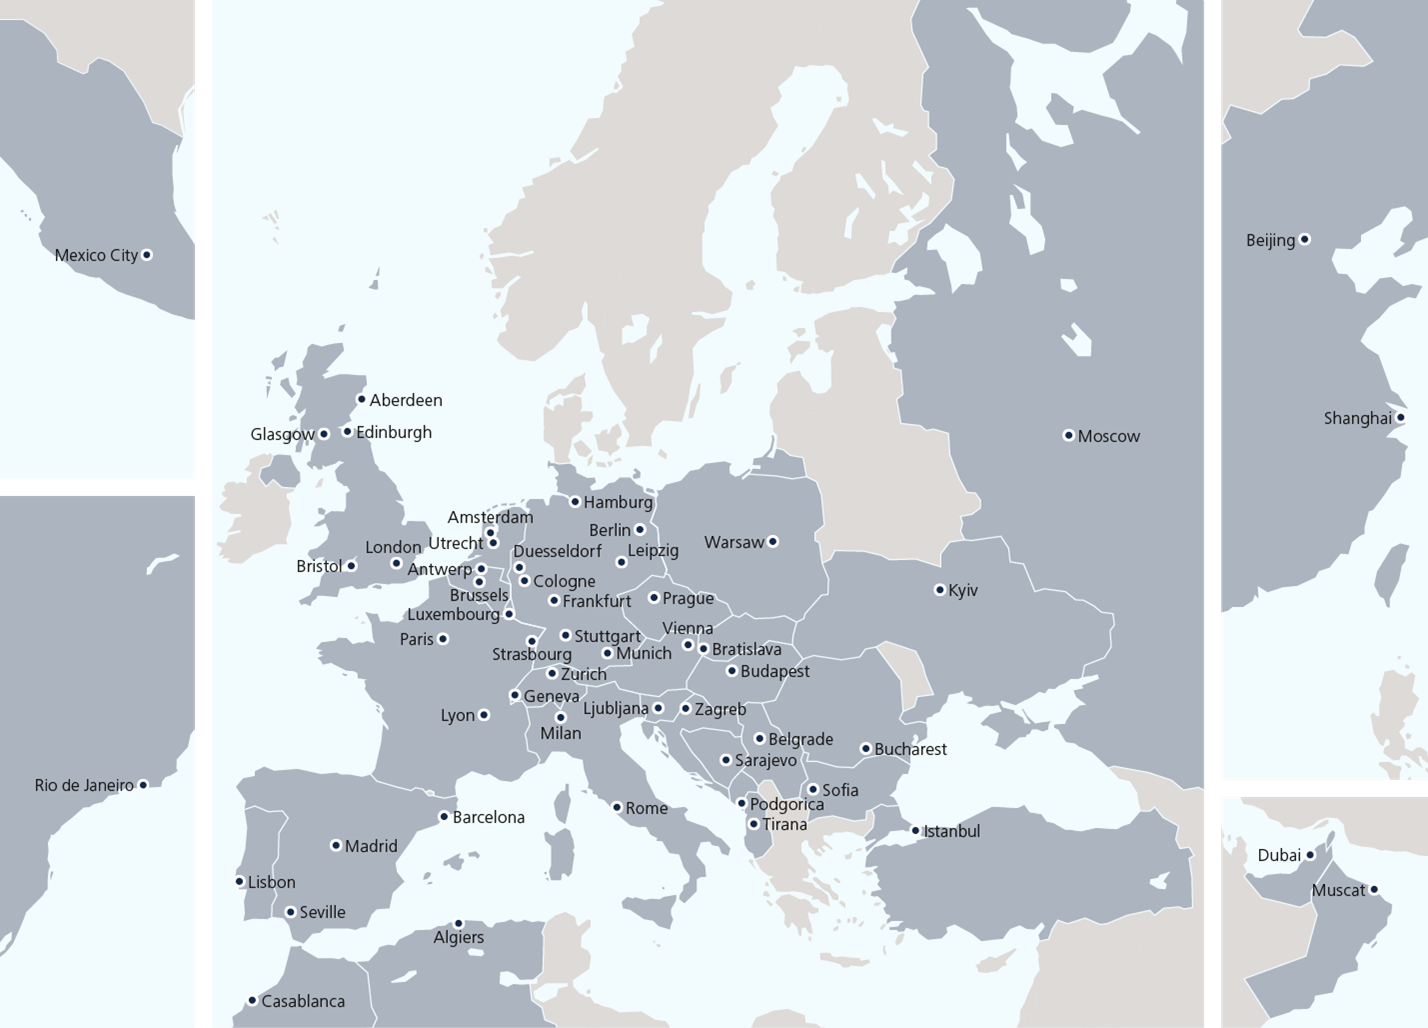 Mexico City
Rio de Janeiro
Aberdeen
Glasgow
Edinburgh
Hamburg
Amsterdam
Berlin
Utrecht
Warsaw
London
Duesseldorf
Leipzig
Bristol
Antwerp
Cologne
Brussels
Kyiv
Frankfurt
Prague
Luxembourg
Vienna
Paris
Stuttgart
Strasbourg
Munich
Bratislava
Zurich
Budapest
Geneva
Ljubljana
Zagreb
Lyon
Milan
Belgrade
Bucharest
Sarajevo
Sofia
Podgorica
Rome
Barcelona
Tirana
Istanbul
Madrid
Lisbon
Seville
Algiers
Casablanca
Moscow
Beijing
Shanghai
Dubai
Muscat